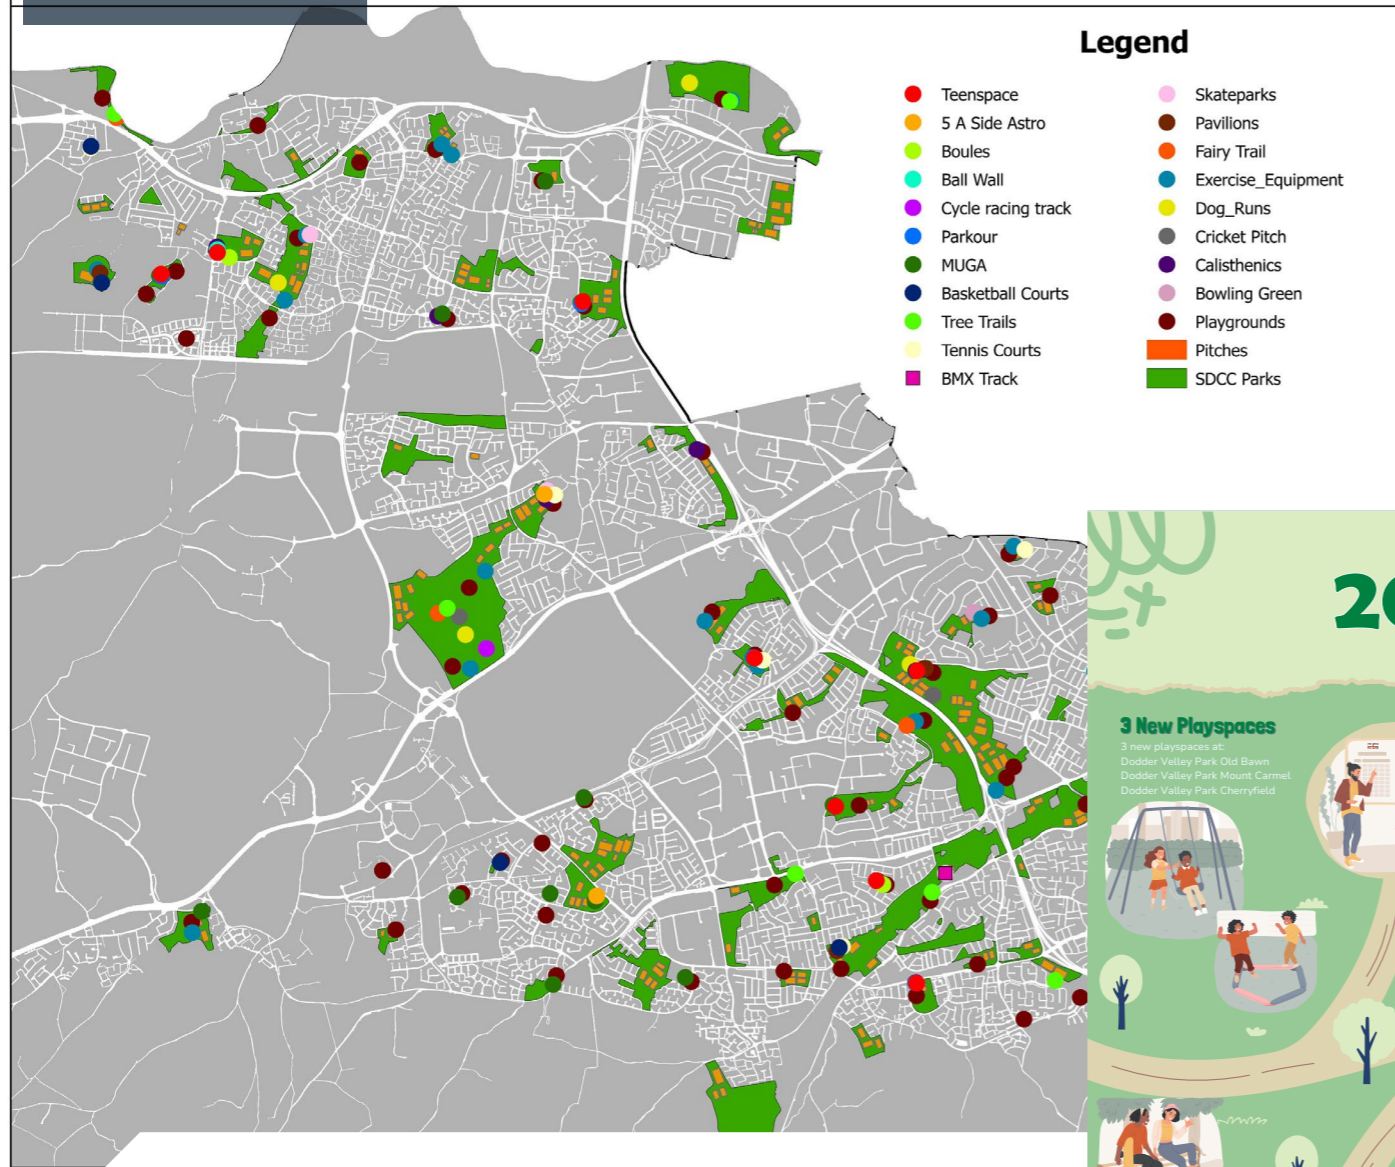 Legend
Teenspace
5 A Side Astro
Boules
Ball Wall
Cycle racing track
Parkour
MUGA
Basketball Courts
Tree Trails
Tennis Courts
BMX Track
Skateparks
Pavilions
Fairy Trail
Exercise_Equipment
Dog_Runs
Cricket Pitch
Calisthenics
Bowling Green
Playgrounds
Pitches
SDCC Parks
3 New Playspaces
3 new playspaces at:
Dodder Velley Park Old Bawn
Dodder Valley Park Mount Carmel
Dodder Valley Park Cherryfield